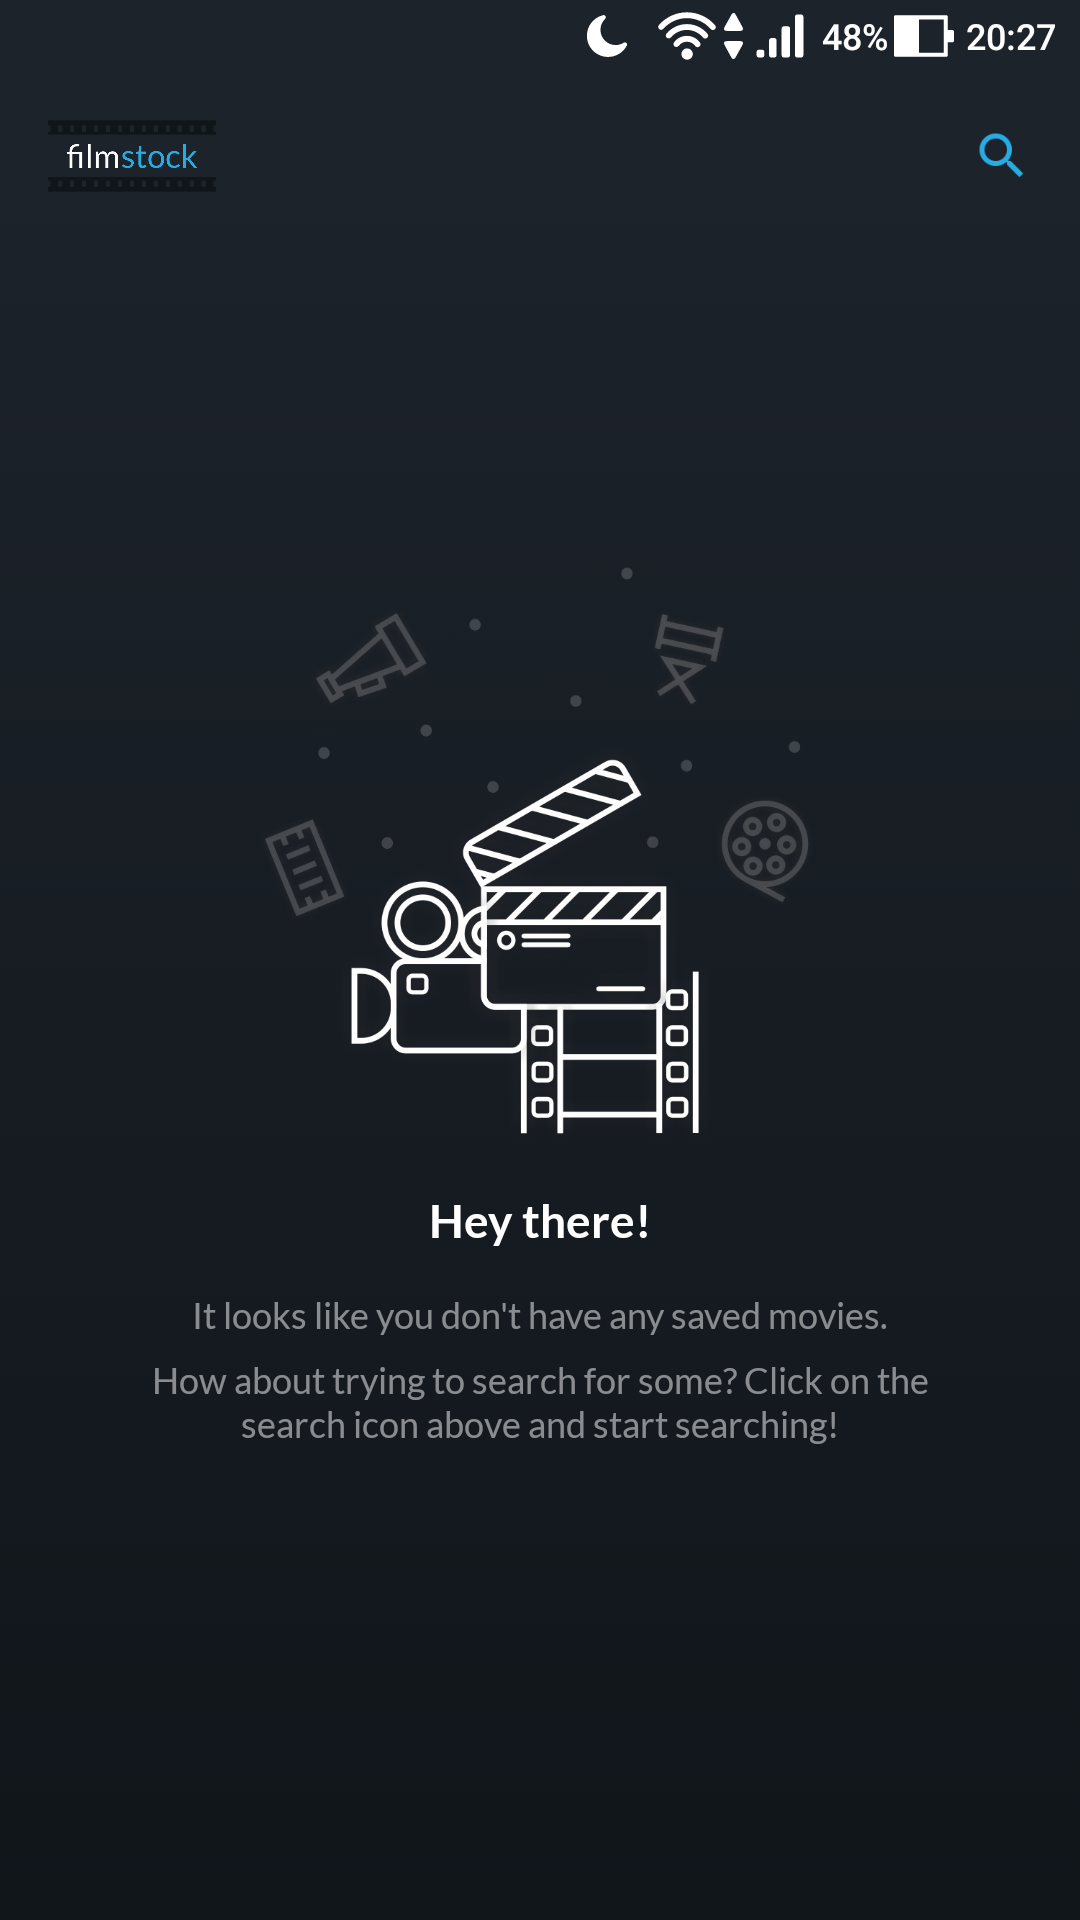 48% 20:27
filmstock
Hey there!
It looks like you don't have any saved movies.
How about trying to search for some? Click on the
search icon above and start searching!